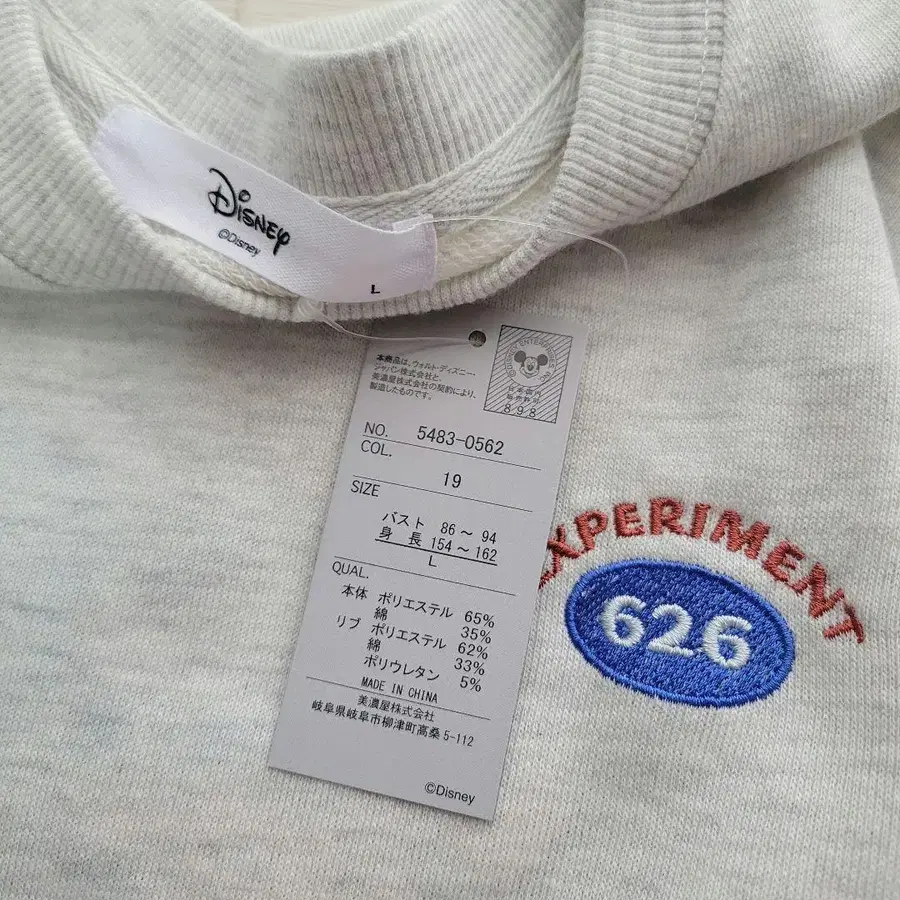 Disney
©Disney
L
本商品は、ウォルト・ディズニー・
ジャパン株式会社と、
美濃屋株式会社の契約により、
製造したものです。
898
NO. 5483-0562
COL. 19
SIZE
バスト 86～ 94
身 長 154～162
L
QUAL.
本体 ポリエステル 65%
綿 35%
リブ ポリエステル 62%
綿 33%
ポリウレタン 5%
MADE IN CHINA
美濃屋株式会社
岐阜県岐阜市柳津町高桑5-112
©Disney
EXPERIMENT
626